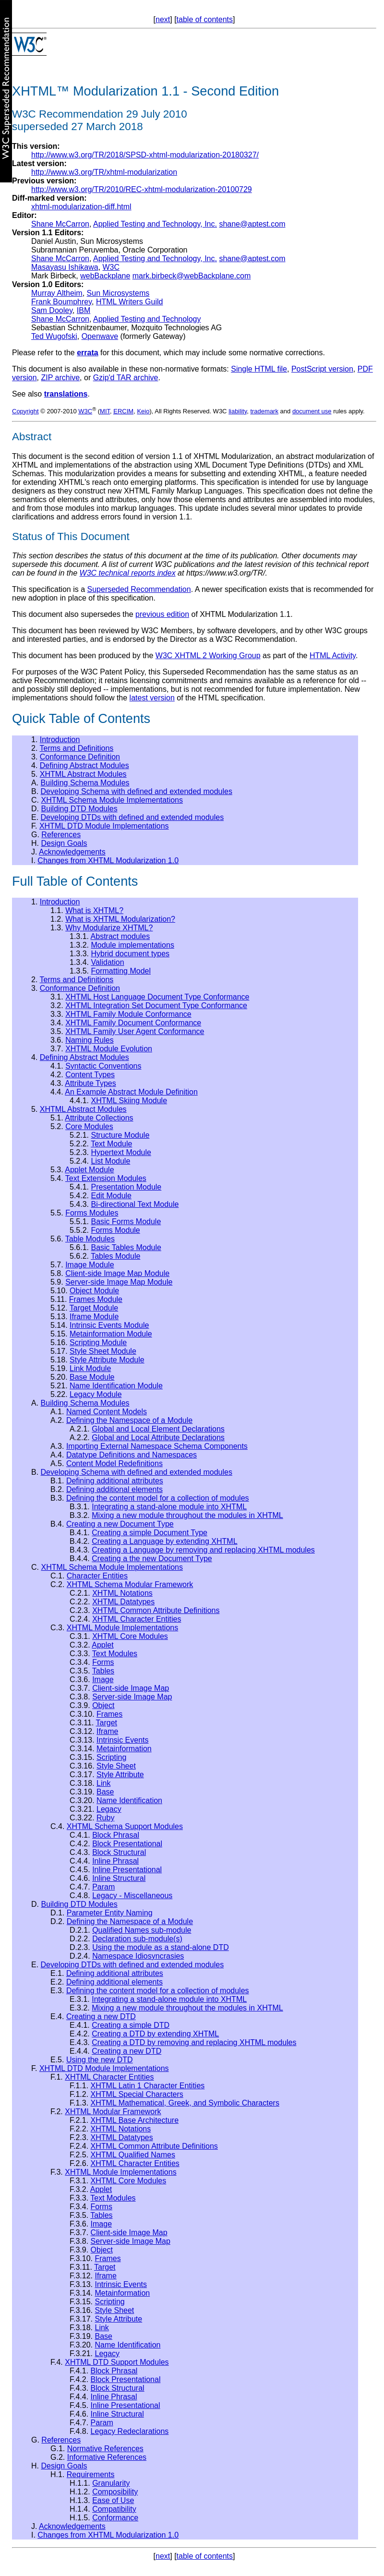 [next] [table of contents]
W3C Superseded Recommendation
W3C®
XHTML™ Modularization 1.1 - Second Edition
W3C Recommendation 29 July 2010
superseded 27 March 2018
This version:
http://www.w3.org/TR/2018/SPSD-xhtml-modularization-20180327/
Latest version:
http://www.w3.org/TR/xhtml-modularization
Previous version:
http://www.w3.org/TR/2010/REC-xhtml-modularization-20100729
Diff-marked version:
xhtml-modularization-diff.html
Editor:
Shane McCarron, Applied Testing and Technology, Inc. shane@aptest.com
Version 1.1 Editors:
Daniel Austin, Sun Microsystems
Subramanian Peruvemba, Oracle Corporation
Shane McCarron, Applied Testing and Technology, Inc. shane@aptest.com
Masayasu Ishikawa, W3C
Mark Birbeck, webBackplane mark.birbeck@webBackplane.com
Version 1.0 Editors:
Murray Altheim, Sun Microsystems
Frank Boumphrey, HTML Writers Guild
Sam Dooley, IBM
Shane McCarron, Applied Testing and Technology
Sebastian Schnitzenbaumer, Mozquito Technologies AG
Ted Wugofski, Openwave (formerly Gateway)
Please refer to the errata for this document, which may include some normative corrections.
This document is also available in these non-normative formats: Single HTML file, PostScript version, PDF
version, ZIP archive, or Gzip'd TAR archive.
See also translations.
Copyright © 2007-2010 W3C® (MIT, ERCIM, Keio), All Rights Reserved. W3C liability, trademark and document use rules apply.
Abstract
This document is the second edition of version 1.1 of XHTML Modularization, an abstract modularization of
XHTML and implementations of the abstraction using XML Document Type Definitions (DTDs) and XML
Schemas. This modularization provides a means for subsetting and extending XHTML, a feature needed for
extending XHTML's reach onto emerging platforms. This specification is intended for use by language
designers as they construct new XHTML Family Markup Languages. This specification does not define the
semantics of elements and attributes, only how those elements and attributes are assembled into modules,
and from those modules into markup languages. This update includes several minor updates to provide
clarifications and address errors found in version 1.1.
Status of This Document
This section describes the status of this document at the time of its publication. Other documents may
supersede this document. A list of current W3C publications and the latest revision of this technical report can
be found in the W3C technical reports index at https://www.w3.org/TR/.
This specification is a Superseded Recommendation. A newer specification exists that is recommended for
new adoption in place of this specification.
This document also supersedes the previous edition of XHTML Modularization 1.1.
This document has been reviewed by W3C Members, by software developers, and by other W3C groups and
interested parties, and is endorsed by the Director as a W3C Recommendation.
This document has been produced by the W3C XHTML 2 Working Group as part of the HTML Activity.
For purposes of the W3C Patent Policy, this Superseded Recommendation has the same status as an active
Recommendation; it retains licensing commitments and remains available as a reference for old --
and possibly still deployed -- implementations, but is not recommended for future implementation. New
implementations should follow the latest version of the HTML specification.
Quick Table of Contents
1. Introduction
2. Terms and Definitions
3. Conformance Definition
4. Defining Abstract Modules
5. XHTML Abstract Modules
A. Building Schema Modules
B. Developing Schema with defined and extended modules
C. XHTML Schema Module Implementations
D. Building DTD Modules
E. Developing DTDs with defined and extended modules
F. XHTML DTD Module Implementations
G. References
H. Design Goals
J. Acknowledgements
I. Changes from XHTML Modularization 1.0
Full Table of Contents
1. Introduction
1.1. What is XHTML?
1.2. What is XHTML Modularization?
1.3. Why Modularize XHTML?
1.3.1. Abstract modules
1.3.2. Module implementations
1.3.3. Hybrid document types
1.3.4. Validation
1.3.5. Formatting Model
2. Terms and Definitions
3. Conformance Definition
3.1. XHTML Host Language Document Type Conformance
3.2. XHTML Integration Set Document Type Conformance
3.3. XHTML Family Module Conformance
3.4. XHTML Family Document Conformance
3.5. XHTML Family User Agent Conformance
3.6. Naming Rules
3.7. XHTML Module Evolution
4. Defining Abstract Modules
4.1. Syntactic Conventions
4.2. Content Types
4.3. Attribute Types
4.4. An Example Abstract Module Definition
4.4.1. XHTML Skiing Module
5. XHTML Abstract Modules
5.1. Attribute Collections
5.2. Core Modules
5.2.1. Structure Module
5.2.2. Text Module
5.2.3. Hypertext Module
5.2.4. List Module
5.3. Applet Module
5.4. Text Extension Modules
5.4.1. Presentation Module
5.4.2. Edit Module
5.4.3. Bi-directional Text Module
5.5. Forms Modules
5.5.1. Basic Forms Module
5.5.2. Forms Module
5.6. Table Modules
5.6.1. Basic Tables Module
5.6.2. Tables Module
5.7. Image Module
5.8. Client-side Image Map Module
5.9. Server-side Image Map Module
5.10. Object Module
5.11. Frames Module
5.12. Target Module
5.13. Iframe Module
5.14. Intrinsic Events Module
5.15. Metainformation Module
5.16. Scripting Module
5.17. Style Sheet Module
5.18. Style Attribute Module
5.19. Link Module
5.20. Base Module
5.21. Name Identification Module
5.22. Legacy Module
A. Building Schema Modules
A.1. Named Content Models
A.2. Defining the Namespace of a Module
A.2.1. Global and Local Element Declarations
A.2.2. Global and Local Attribute Declarations
A.3. Importing External Namespace Schema Components
A.4. Datatype Definitions and Namespaces
A.5. Content Model Redefinitions
B. Developing Schema with defined and extended modules
B.1. Defining additional attributes
B.2. Defining additional elements
B.3. Defining the content model for a collection of modules
B.3.1. Integrating a stand-alone module into XHTML
B.3.2. Mixing a new module throughout the modules in XHTML
B.4. Creating a new Document Type
B.4.1. Creating a simple Document Type
B.4.2. Creating a Language by extending XHTML
B.4.3. Creating a Language by removing and replacing XHTML modules
B.4.4. Creating a the new Document Type
C. XHTML Schema Module Implementations
C.1. Character Entities
C.2. XHTML Schema Modular Framework
C.2.1. XHTML Notations
C.2.2. XHTML Datatypes
C.2.3. XHTML Common Attribute Definitions
C.2.4. XHTML Character Entities
C.3. XHTML Module Implementations
C.3.1. XHTML Core Modules
C.3.2. Applet
C.3.3. Text Modules
C.3.4. Forms
C.3.5. Tables
C.3.6. Image
C.3.7. Client-side Image Map
C.3.8. Server-side Image Map
C.3.9. Object
C.3.10. Frames
C.3.11. Target
C.3.12. Iframe
C.3.13. Intrinsic Events
C.3.14. Metainformation
C.3.15. Scripting
C.3.16. Style Sheet
C.3.17. Style Attribute
C.3.18. Link
C.3.19. Base
C.3.20. Name Identification
C.3.21. Legacy
C.3.22. Ruby
C.4. XHTML Schema Support Modules
C.4.1. Block Phrasal
C.4.2. Block Presentational
C.4.3. Block Structural
C.4.4. Inline Phrasal
C.4.5. Inline Presentational
C.4.6. Inline Structural
C.4.7. Param
C.4.8. Legacy - Miscellaneous
D. Building DTD Modules
D.1. Parameter Entity Naming
D.2. Defining the Namespace of a Module
D.2.1. Qualified Names sub-module
D.2.2. Declaration sub-module(s)
D.2.3. Using the module as a stand-alone DTD
D.2.4. Namespace Idiosyncrasies
E. Developing DTDs with defined and extended modules
E.1. Defining additional attributes
E.2. Defining additional elements
E.3. Defining the content model for a collection of modules
E.3.1. Integrating a stand-alone module into XHTML
E.3.2. Mixing a new module throughout the modules in XHTML
E.4. Creating a new DTD
E.4.1. Creating a simple DTD
E.4.2. Creating a DTD by extending XHTML
E.4.3. Creating a DTD by removing and replacing XHTML modules
E.4.4. Creating a new DTD
E.5. Using the new DTD
F. XHTML DTD Module Implementations
F.1. XHTML Character Entities
F.1.1. XHTML Latin 1 Character Entities
F.1.2. XHTML Special Characters
F.1.3. XHTML Mathematical, Greek, and Symbolic Characters
F.2. XHTML Modular Framework
F.2.1. XHTML Base Architecture
F.2.2. XHTML Notations
F.2.3. XHTML Datatypes
F.2.4. XHTML Common Attribute Definitions
F.2.5. XHTML Qualified Names
F.2.6. XHTML Character Entities
F.3. XHTML Module Implementations
F.3.1. XHTML Core Modules
F.3.2. Applet
F.3.3. Text Modules
F.3.4. Forms
F.3.5. Tables
F.3.6. Image
F.3.7. Client-side Image Map
F.3.8. Server-side Image Map
F.3.9. Object
F.3.10. Frames
F.3.11. Target
F.3.12. Iframe
F.3.13. Intrinsic Events
F.3.14. Metainformation
F.3.15. Scripting
F.3.16. Style Sheet
F.3.17. Style Attribute
F.3.18. Link
F.3.19. Base
F.3.20. Name Identification
F.3.21. Legacy
F.4. XHTML DTD Support Modules
F.4.1. Block Phrasal
F.4.2. Block Presentational
F.4.3. Block Structural
F.4.4. Inline Phrasal
F.4.5. Inline Presentational
F.4.6. Inline Structural
F.4.7. Param
F.4.8. Legacy Redeclarations
G. References
G.1. Normative References
G.2. Informative References
H. Design Goals
H.1. Requirements
H.1.1. Granularity
H.1.2. Composibility
H.1.3. Ease of Use
H.1.4. Compatibility
H.1.5. Conformance
J. Acknowledgements
I. Changes from XHTML Modularization 1.0
[next] [table of contents]